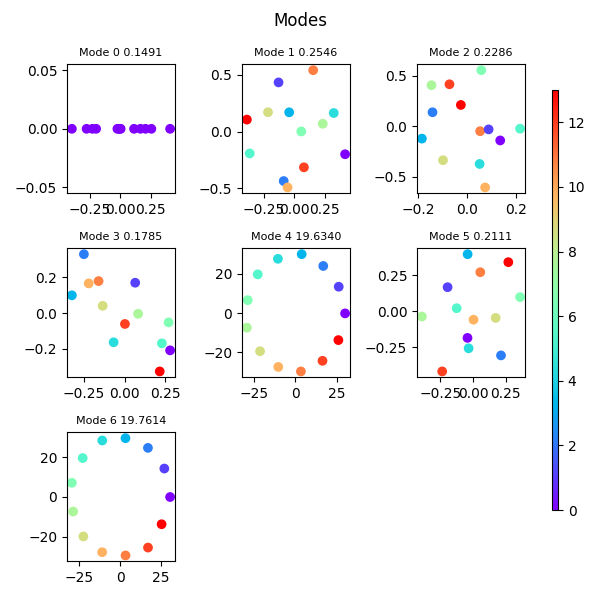 Modes
Mode 0 0.1491
Mode 1 0.2546
Mode 2 0.2286
0.05
0.00
−0.05
−0.25 0.00 0.25
0.5
0.0
−0.5
−0.25 0.00 0.25
0.5
0.0
−0.5
−0.2 0.0 0.2
Mode 3 0.1785
Mode 4 19.6340
Mode 5 0.2111
0.2
0.0
−0.2
−0.25 0.00 0.25
20
0
−20
−25 0 25
0.25
0.00
−0.25
−0.25 0.00 0.25
Mode 6 19.7614
20
0
−20
−25 0 25
12
10
8
6
4
2
0